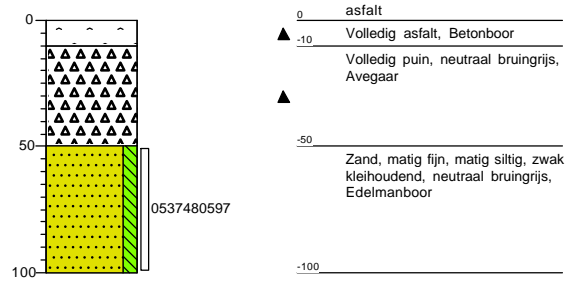 0
50
100
0537480597
0
asfalt
Volledig asfalt, Betonboor
-10
Volledig puin, neutraal bruingrijs,
Avegaar
-50
Zand, matig fijn, matig siltig, zwak
kleihoudend, neutraal bruingrijs,
Edelmanboor
-100